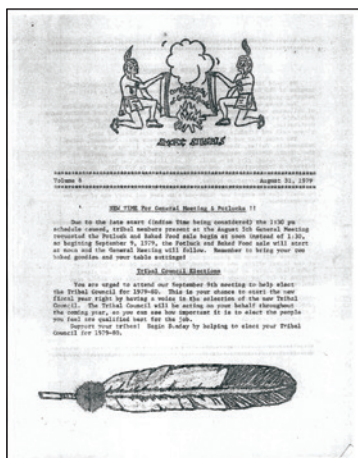 SMOKE SIGNALS
Volume 6 August 31, 1979
NEW TIME for General Meeting & Potlucks !!
Due to the late start (Indian Time being considered) the 1:30 pm
schedule caused, tribal members present at the August 5th General Meeting
requested the Potluck and Baked Food sale begin at noon instead of 1:30,
so beginning September 9, 1979, the Potluck and Baked Food sale will start
at noon and the General Meeting will follow. Remember to bring your own
baked goodies and your table settings!
Tribal Council Elections
You are urged to attend our September 9th meeting to help elect
the Tribal Council for 1979-80. This is your chance to start the new
fiscal year right by having a voice in the selection of the new Tribal
Council. The Tribal Council will be acting on your behalf throughout
the coming year, so you can see how important it is to elect the people
you feel are qualified best for the job.
Support your tribes! Begin by helping to elect your Tribal
Council for 1979-80.